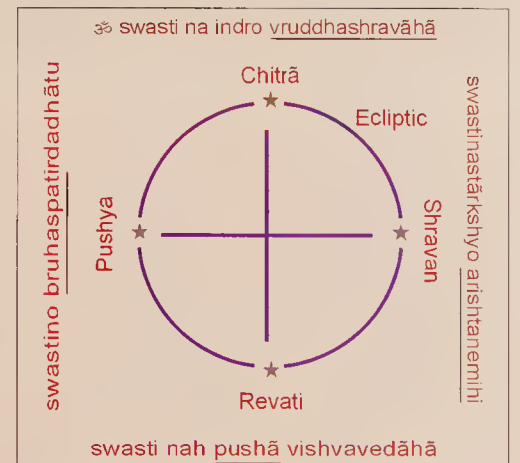 ॐ swasti na indro vruddhashravāhā
Chitrā
Ecliptic
swastinastārkshyo arishtanemihi
Shravan
Pushya
swastino bruhaspatirdadhātu
Revati
swasti nah pushā vishvavedāhā